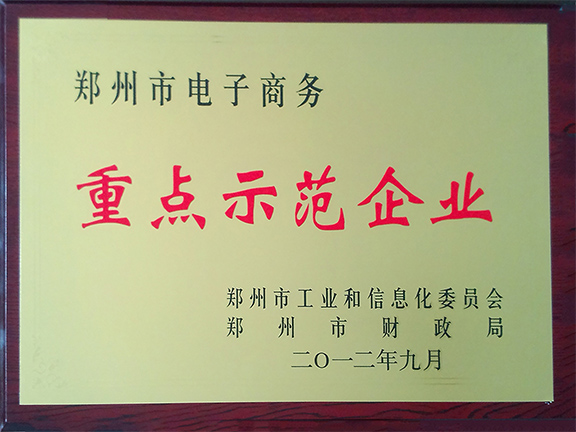 郑州市电子商务
重点示范企业
郑州市工业和信息化委员会
郑州市财政局
二〇一二年九月